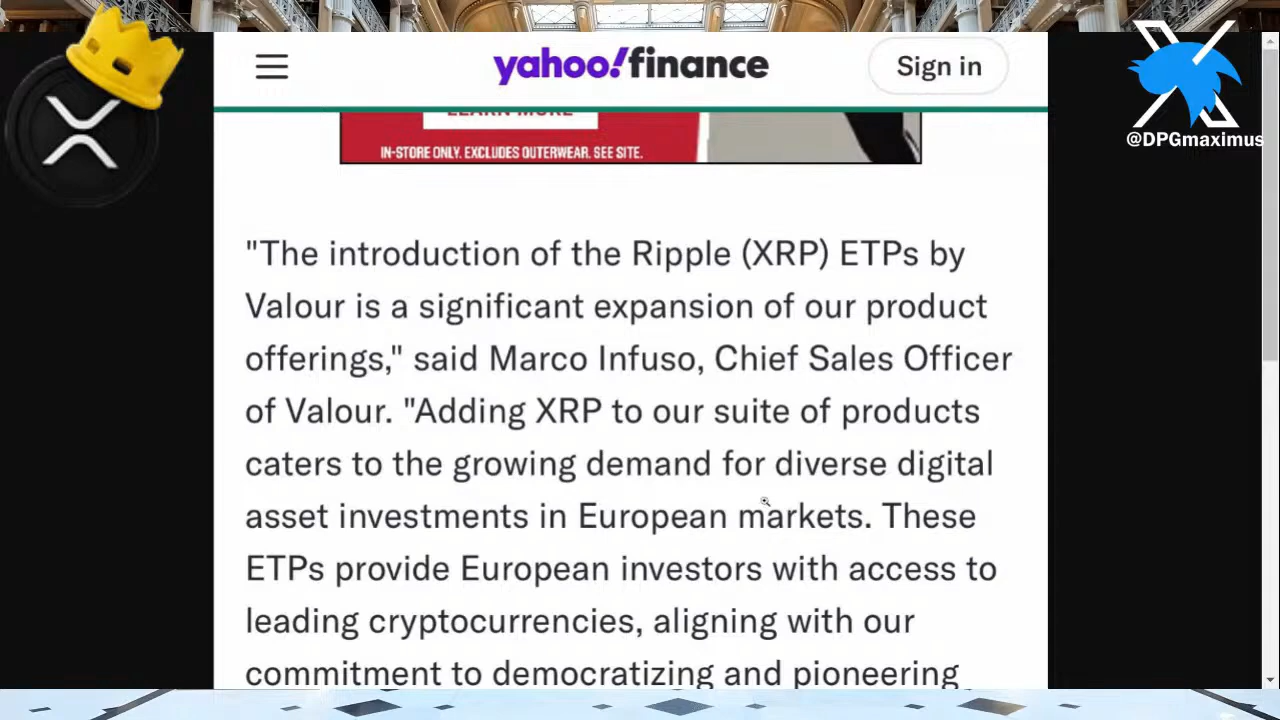 yahoo!finance
Sign in
@DPGmaximus
LEARN MORE
IN-STORE ONLY. EXCLUDES OUTERWEAR. SEE SITE.
"The introduction of the Ripple (XRP) ETPs by
Valour is a significant expansion of our product
offerings," said Marco Infuso, Chief Sales Officer
of Valour. "Adding XRP to our suite of products
caters to the growing demand for diverse digital
asset investments in European markets. These
ETPs provide European investors with access to
leading cryptocurrencies, aligning with our
commitment to democratizing and pioneering